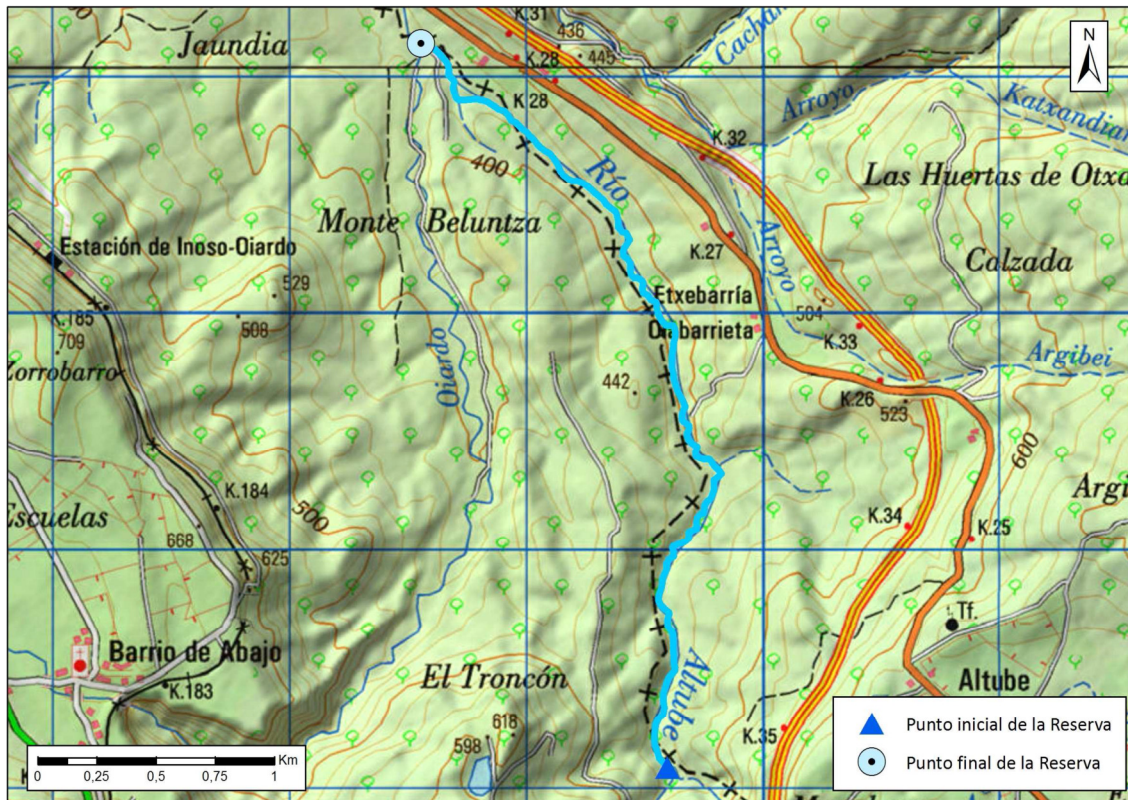 K.31
436
Cachan
N
Jaundia
K.28
445
K.28
Arroyo
Katxandian
400
Río
K.32
Las Huertas de Otxa
Monte Beluntza
Estación de Inoso-Oiardo
K.27
Arroyo
Calzada
529
Etxebarría
K.185
508
504
709
Olabarrieta
K.33
Zorrobarro
Oiardo
Argibei
442
K.26
523
600
K.184
Argi
Escuelas
500
668
K.34
K.25
625
Tf.
Barrio de Abajo
El Troncón
Altube
Altube
K.183
618
598
K.35
Punto inicial de la Reserva
Punto final de la Reserva
Km
0 0,25 0,5 0,75 1